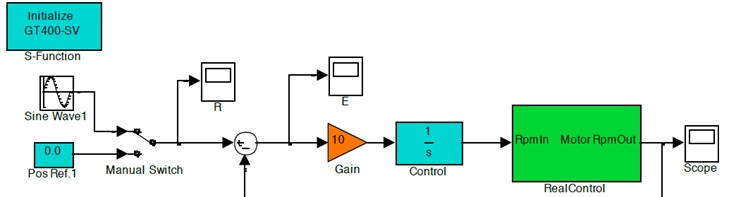 Initialize
GT400-SV
S-Function
Sine Wave1
R
E
0.0
Pos Ref.1
Manual Switch
10
Gain
1
s
Control
RpmIn Motor RpmOut
RealControl
Scope